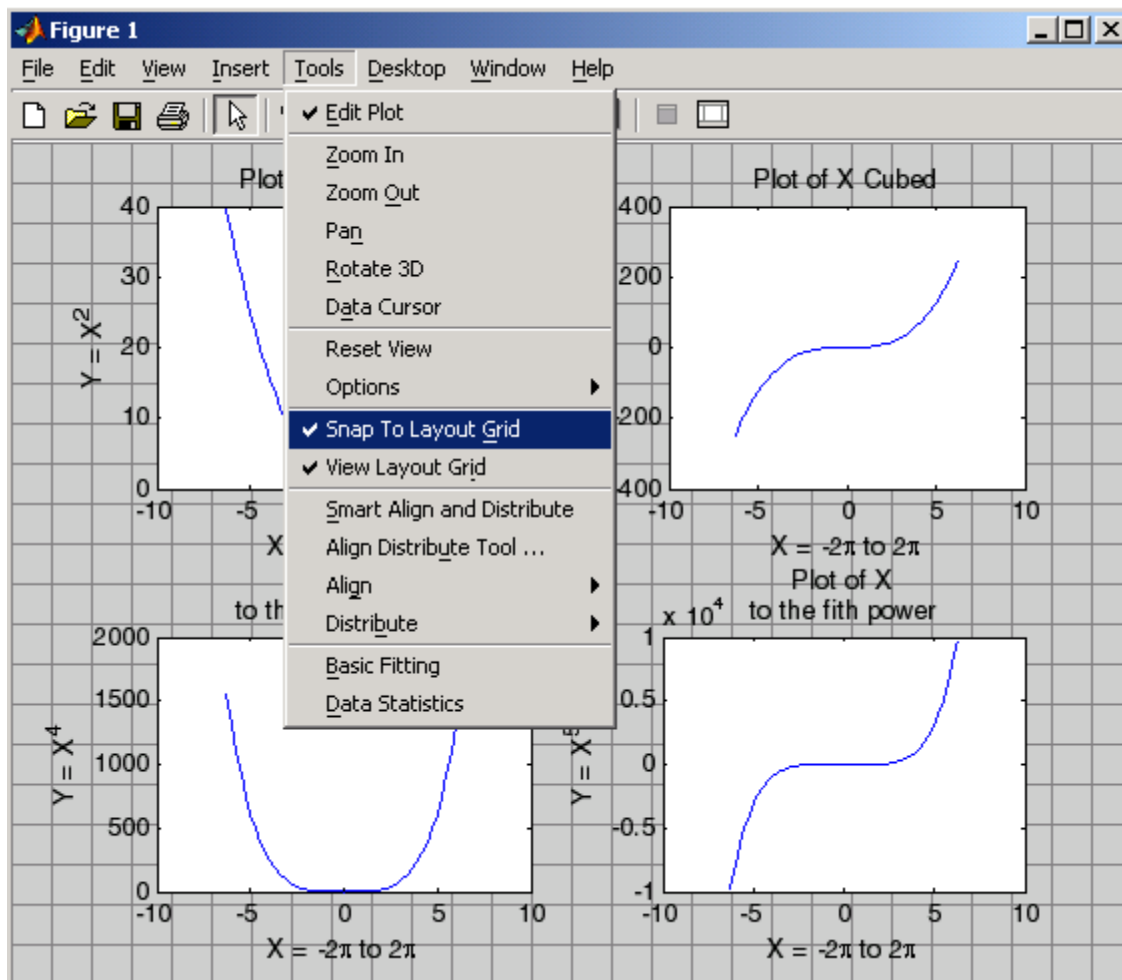 Figure 1
File Edit View Insert Tools Desktop Window Help
Edit Plot
Zoom In
Zoom Out
Pan
Rotate 3D
Data Cursor
Reset View
Options
Snap To Layout Grid
View Layout Grid
Smart Align and Distribute
Align Distribute Tool ...
Align
Distribute
Basic Fitting
Data Statistics
Plot
40
30
20
10
0
-10 -5
Y = X²
X
Plot of X Cubed
400
200
0
-200
400
-10 -5 0 5 10
X = -2π to 2π
to th
2000
1500
1000
500
0
-10 -5 0 5 10
Y = X⁴
X = -2π to 2π
Plot of X
to the fith power
x 10⁴
1
0.5
0
-0.5
-1
-10 -5 0 5 10
Y = X⁵
X = -2π to 2π